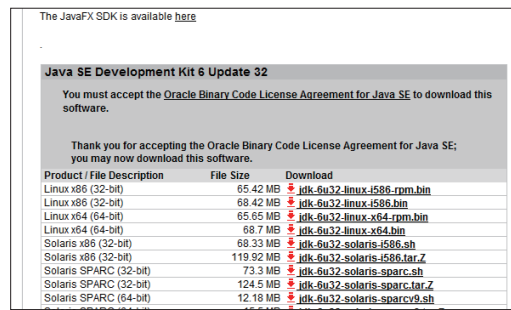 The JavaFX SDK is available here
.
Java SE Development Kit 6 Update 32
You must accept the Oracle Binary Code License Agreement for Java SE to download this
software.
Thank you for accepting the Oracle Binary Code License Agreement for Java SE;
you may now download this software.
Product / File Description File Size Download
Linux x86 (32-bit) 65.42 MB jdk-6u32-linux-i586-rpm.bin
Linux x86 (32-bit) 68.42 MB jdk-6u32-linux-i586.bin
Linux x64 (64-bit) 65.65 MB jdk-6u32-linux-x64-rpm.bin
Linux x64 (64-bit) 68.7 MB jdk-6u32-linux-x64.bin
Solaris x86 (32-bit) 68.33 MB jdk-6u32-solaris-i586.sh
Solaris x86 (32-bit) 119.92 MB jdk-6u32-solaris-i586.tar.Z
Solaris SPARC (32-bit) 73.3 MB jdk-6u32-solaris-sparc.sh
Solaris SPARC (32-bit) 124.5 MB jdk-6u32-solaris-sparc.tar.Z
Solaris SPARC (64-bit) 12.18 MB jdk-6u32-solaris-sparcv9.sh